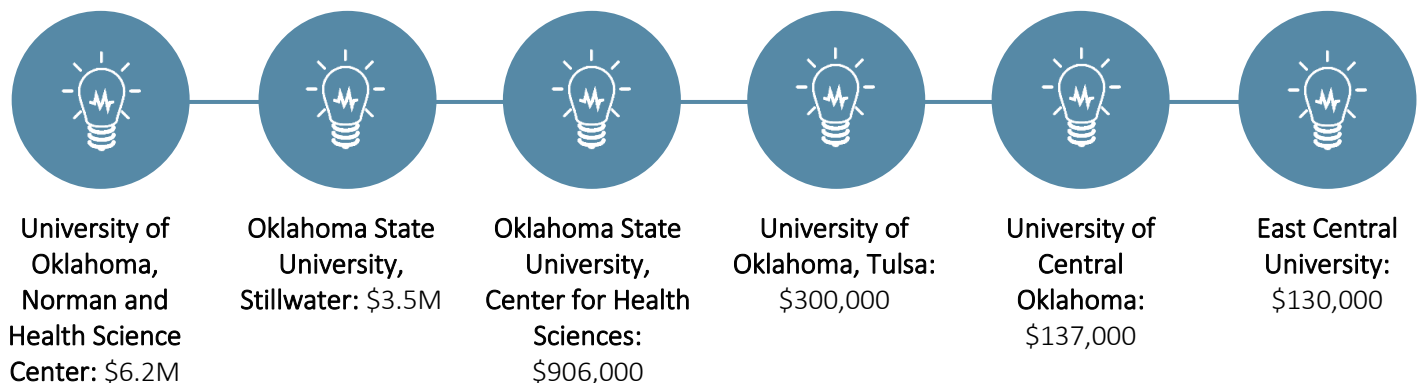 University of
Oklahoma,
Norman and
Health Science
Center: $6.2M
Oklahoma State
University,
Stillwater: $3.5M
Oklahoma State
University,
Center for Health
Sciences:
$906,000
University of
Oklahoma, Tulsa:
$300,000
University of
Central
Oklahoma:
$137,000
East Central
University:
$130,000